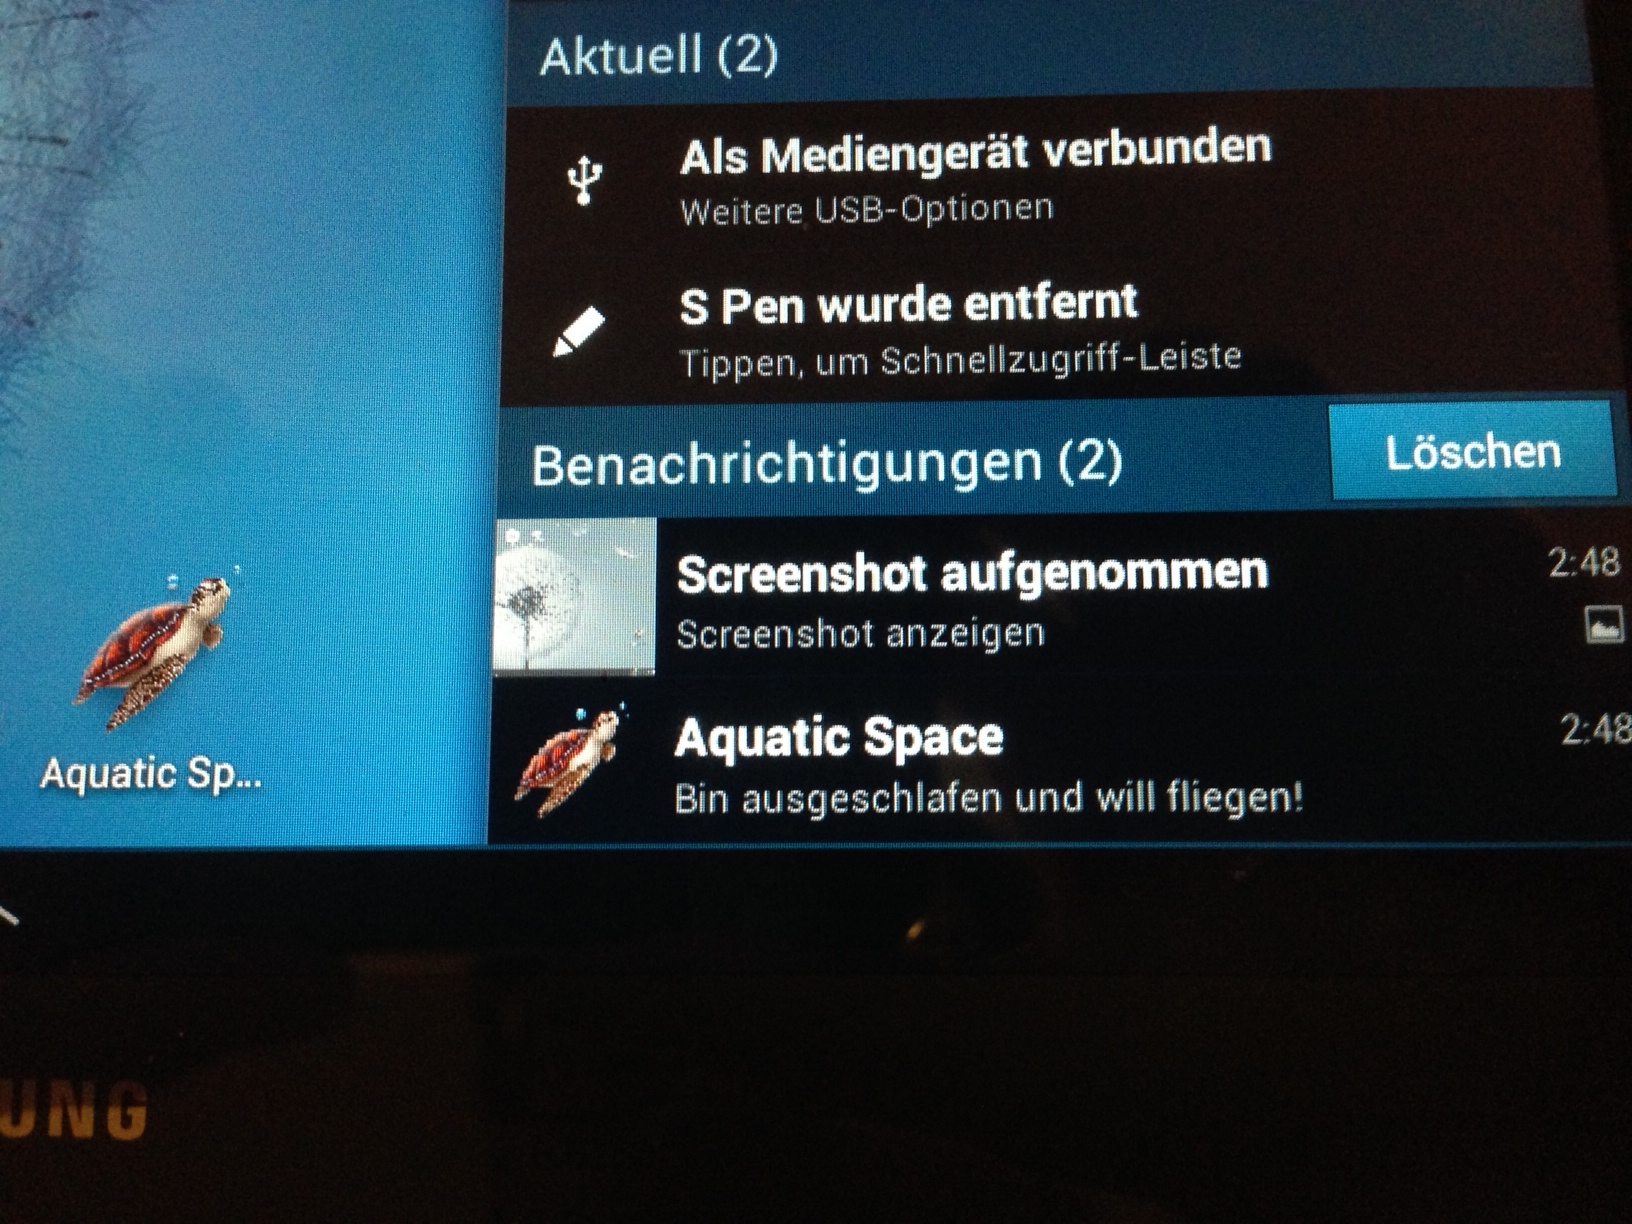 Aktuell (2)
Als Mediengerät verbunden
Weitere USB-Optionen
S Pen wurde entfernt
Tippen, um Schnellzugriff-Leiste
Benachrichtigungen (2)
Löschen
Screenshot aufgenommen
2:48
Screenshot anzeigen
Aquatic Space
2:48
Bin ausgeschlafen und will fliegen!
Aquatic Sp...
UNG